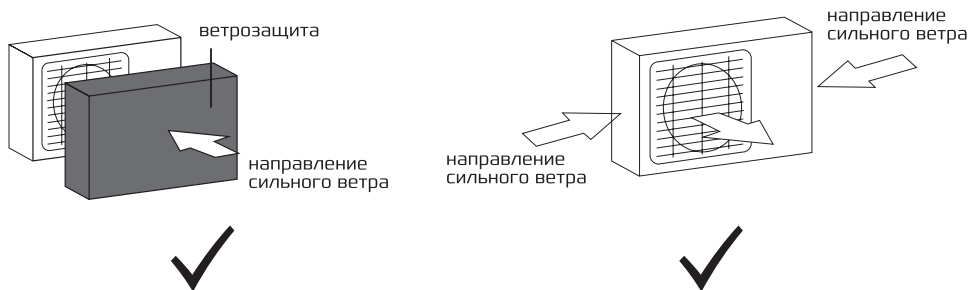 ветрозащита
направление
сильного ветра
направление
сильного ветра
направление
сильного ветра